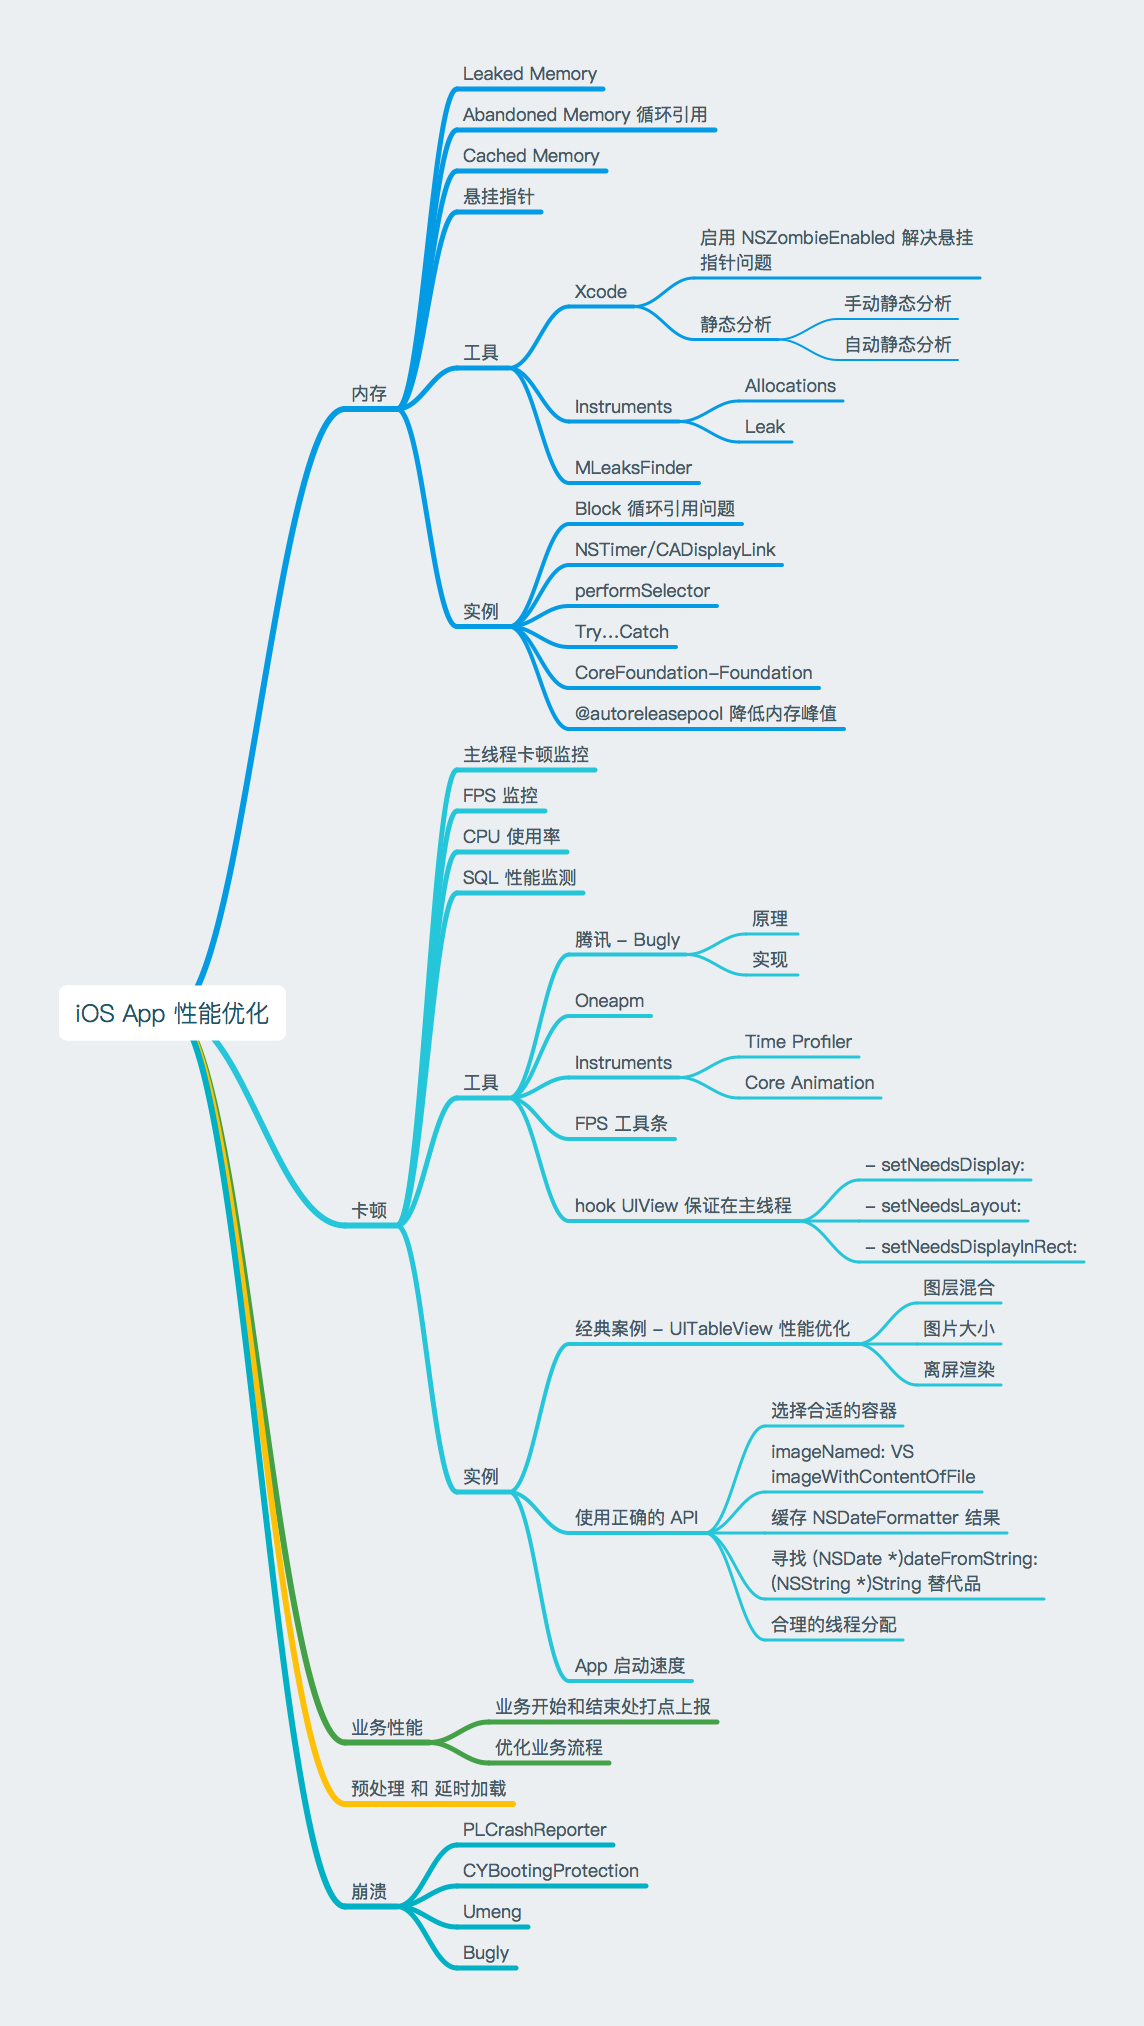 Leaked Memory
Abandoned Memory 循环引用
Cached Memory
悬挂指针
启用 NSZombieEnabled 解决悬挂
指针问题
Xcode
手动静态分析
静态分析
自动静态分析
工具
Allocations
内存
Instruments
Leak
MLeaksFinder
Block 循环引用问题
NSTimer/CADisplayLink
performSelector
实例
Try...Catch
CoreFoundation-Foundation
@autoreleasepool 降低内存峰值
主线程卡顿监控
FPS 监控
CPU 使用率
SQL 性能监测
原理
腾讯 - Bugly
实现
Oneapm
iOS App 性能优化
Time Profiler
Instruments
工具
Core Animation
FPS 工具条
- setNeedsDisplay:
hook UIView 保证在主线程
- setNeedsLayout:
卡顿
- setNeedsDisplayInRect:
图层混合
经典案例 - UITableView 性能优化
图片大小
离屏渲染
选择合适的容器
imageNamed: VS
imageWithContentOfFile
实例
使用正确的 API
缓存 NSDateFormatter 结果
寻找 (NSDate *)dateFromString:
(NSString *)String 替代品
合理的线程分配
App 启动速度
业务开始和结束处打点上报
业务性能
优化业务流程
预处理 和 延时加载
PLCrashReporter
CYBootingProtection
崩溃
Umeng
Bugly